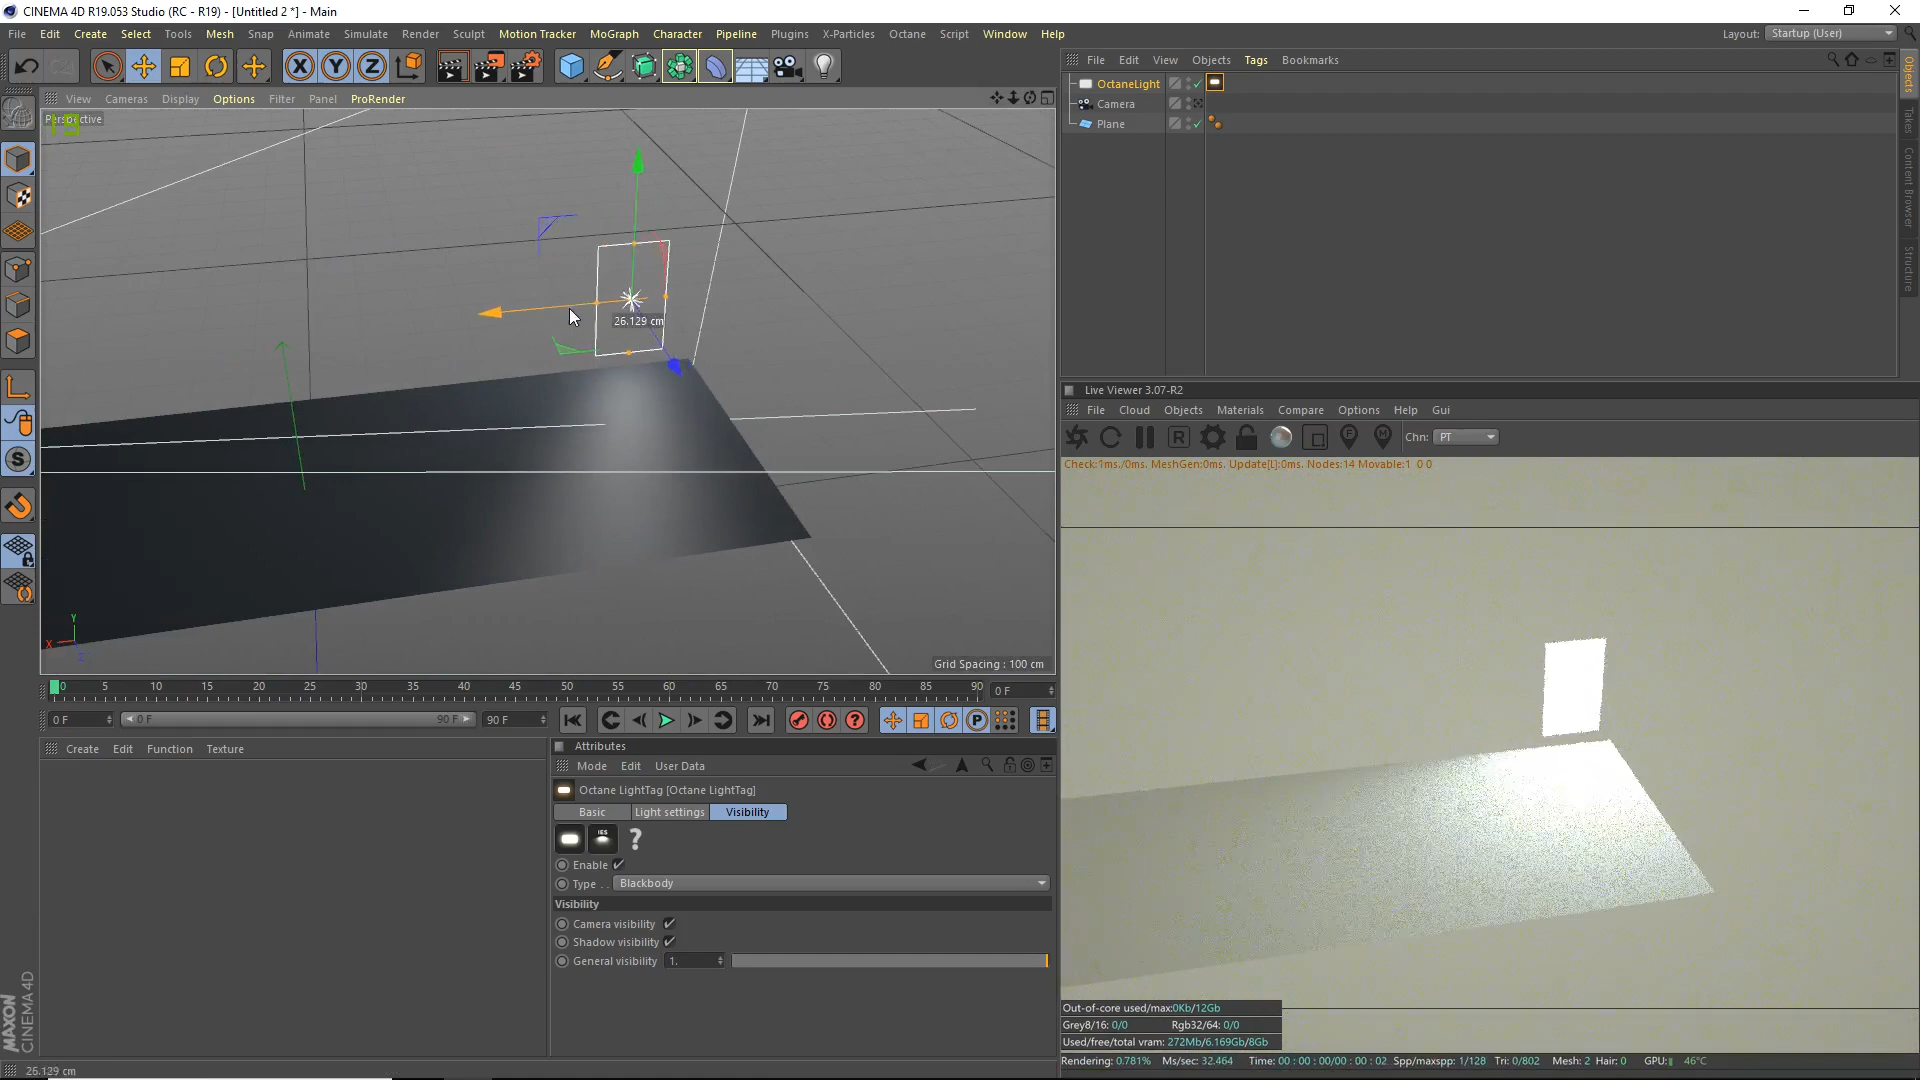 CINEMA 4D R19.053 Studio (RC - R19) - [Untitled 2 *] - Main
File Edit Create Select Tools Mesh Snap Animate Simulate Render Sculpt Motion Tracker MoGraph Character Pipeline Plugins X-Particles Octane Script Window Help
Layout: Startup (User)
View Cameras Display Options Filter Panel ProRender
Perspective
26.129 cm
Grid Spacing : 100 cm
X
Y
Z
File Edit View Objects Tags Bookmarks
OctaneLight
Camera
Plane
Objects
Takes
Content Browser
Structure
Live Viewer 3.07-R2
File Cloud Objects Materials Compare Options Help Gui
Chn: PT
Check:1ms./0ms. MeshGen:0ms. Update[L]:0ms. Nodes:14 Movable:1 0 0
0 5 10 15 20 25 30 35 40 45 50 55 60 65 70 75 80 85 90 0 F
0 F 0 F 90 F 90 F
Create Edit Function Texture
Attributes
Mode Edit User Data
Octane LightTag [Octane LightTag]
Basic Light settings Visibility
IES
Enable
Type . . Blackbody
Visibility
Camera visibility
Shadow visibility
General visibility 1.
MAXON
CINEMA 4D
Out-of-core used/max:0Kb/12Gb
Grey8/16: 0/0 Rgb32/64: 0/0
Used/free/total vram: 272Mb/6.169Gb/8Gb
Rendering: 0.781% Ms/sec: 32.464 Time: 00 : 00 : 00/00 : 00 : 02 Spp/maxspp: 1/128 Tri: 0/802 Mesh: 2 Hair: 0 GPU: 46°C
26.129 cm